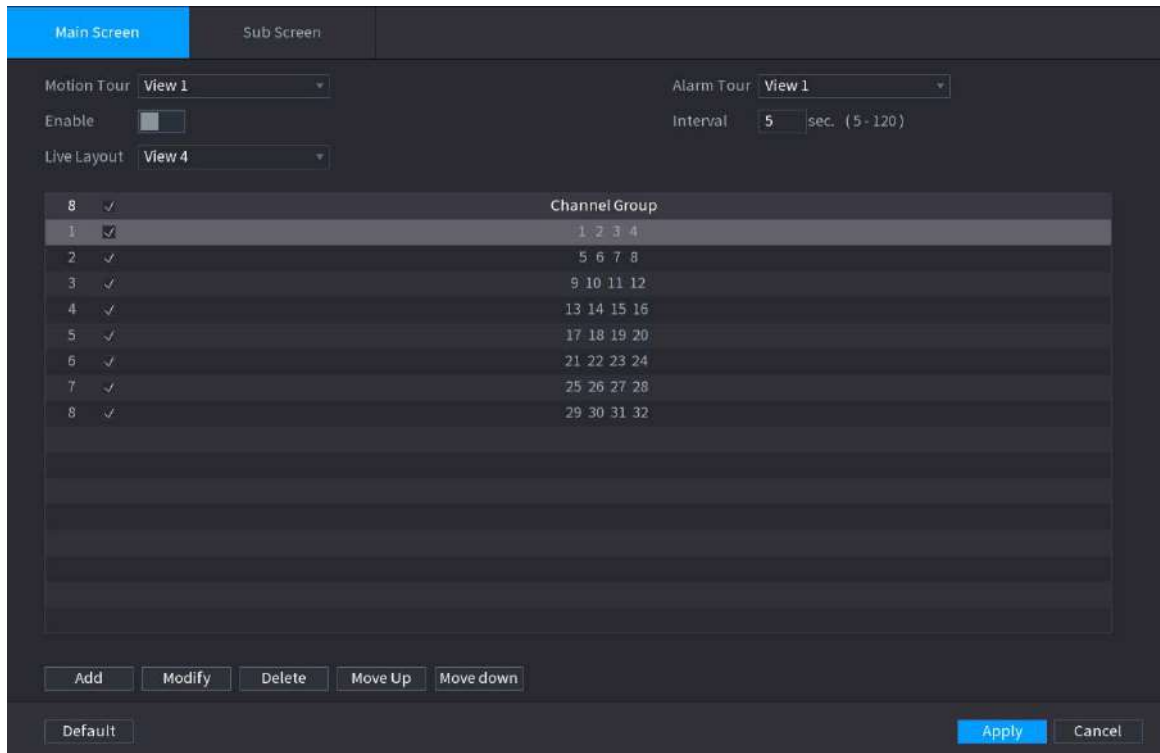 Main Screen Sub Screen
Motion Tour View 1 Alarm Tour View 1
Enable Interval 5 sec. (5-120)
Live Layout View 4
8 Channel Group
1 1 2 3 4
2 5 6 7 8
3 9 10 11 12
4 13 14 15 16
5 17 18 19 20
6 21 22 23 24
7 25 26 27 28
8 29 30 31 32
Add Modify Delete Move Up Move down
Default Apply Cancel